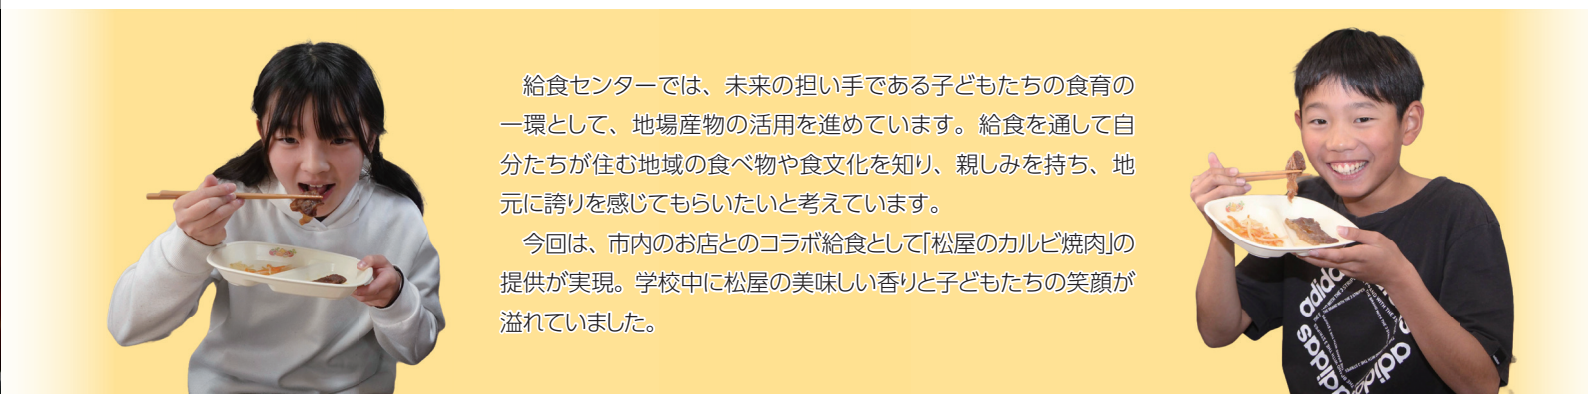 給食センターでは、未来の担い手である子どもたちの食育の
一環として、地場産物の活用を進めています。給食を通して自
分たちが住む地域の食べ物や食文化を知り、親しみを持ち、地
元に誇りを感じてもらいたいと考えています。
　今回は、市内のお店とのコラボ給食として「松屋のカルビ焼肉」の
提供が実現。学校中に松屋の美味しい香りと子どもたちの笑顔が
溢れていました。
adidas
adidas